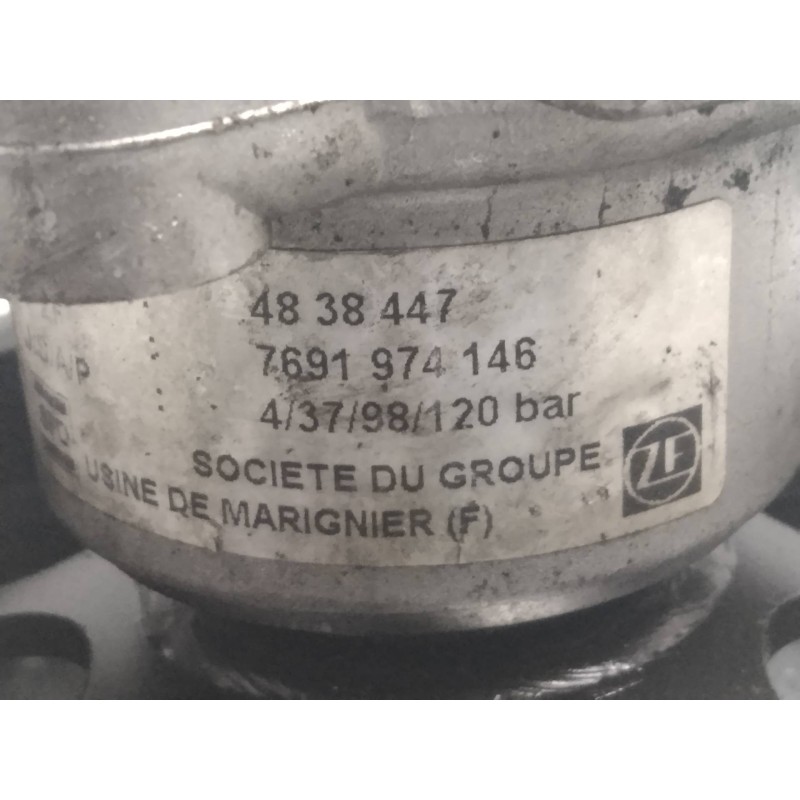 48 38 447
7691 974 146
4/37/98/120 bar
SOCIETE DU GROUPE ZF
USINE DE MARIGNIER (F)